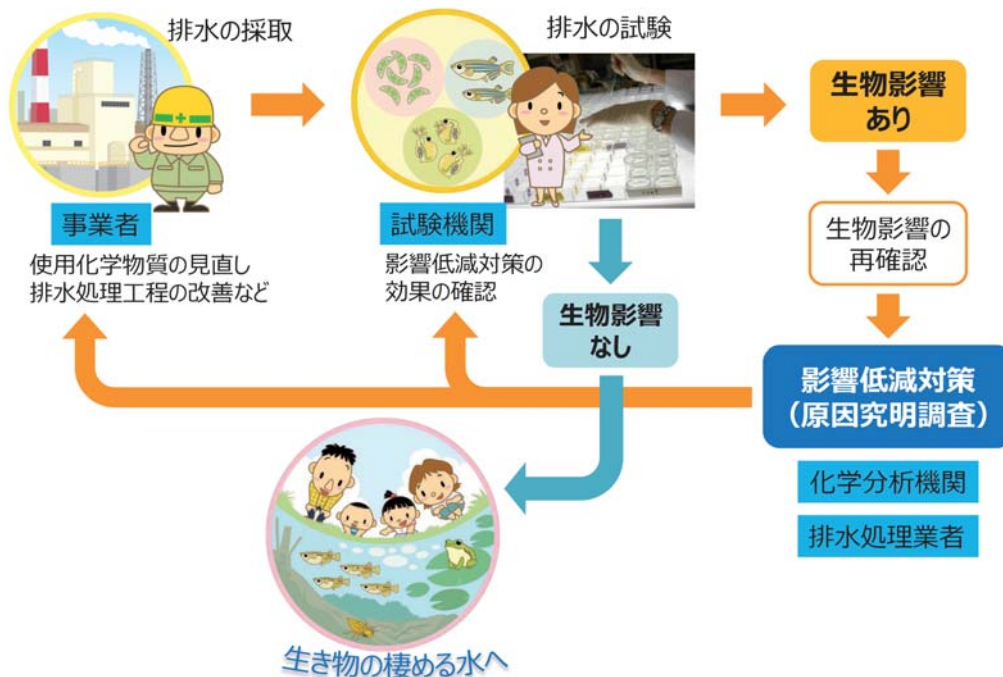 排水の採取
排水の試験
生物影響
あり
事業者
使用化学物質の見直し
排水処理工程の改善など
試験機関
影響低減対策の
効果の確認
生物影響の
再確認
生物影響
なし
影響低減対策
(原因究明調査)
化学分析機関
排水処理業者
生き物の棲める水へ